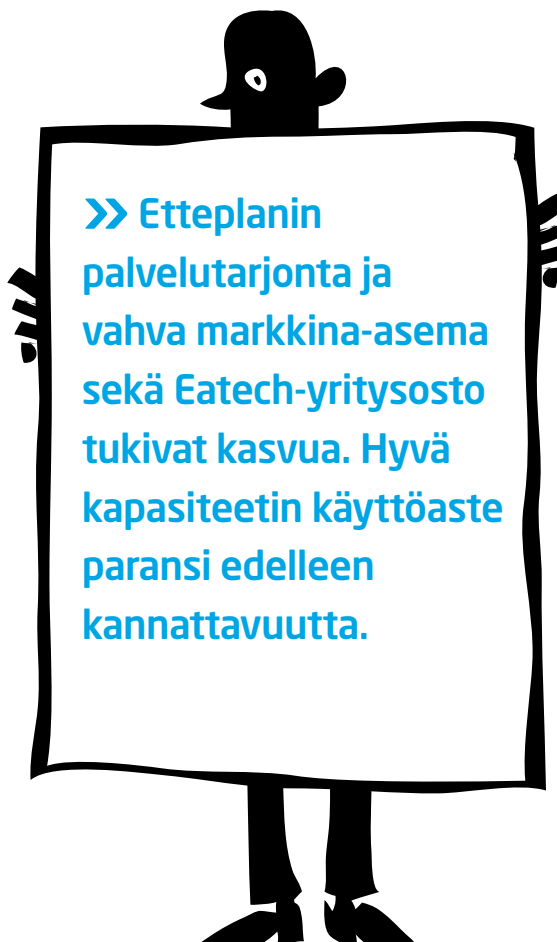 » Etteplanin
palvelutarjonta ja
vahva markkina-asema
sekä Eatech-yritysosto
tukivat kasvua. Hyvä
kapasiteetin käyttöaste
paransi edelleen
kannattavuutta.